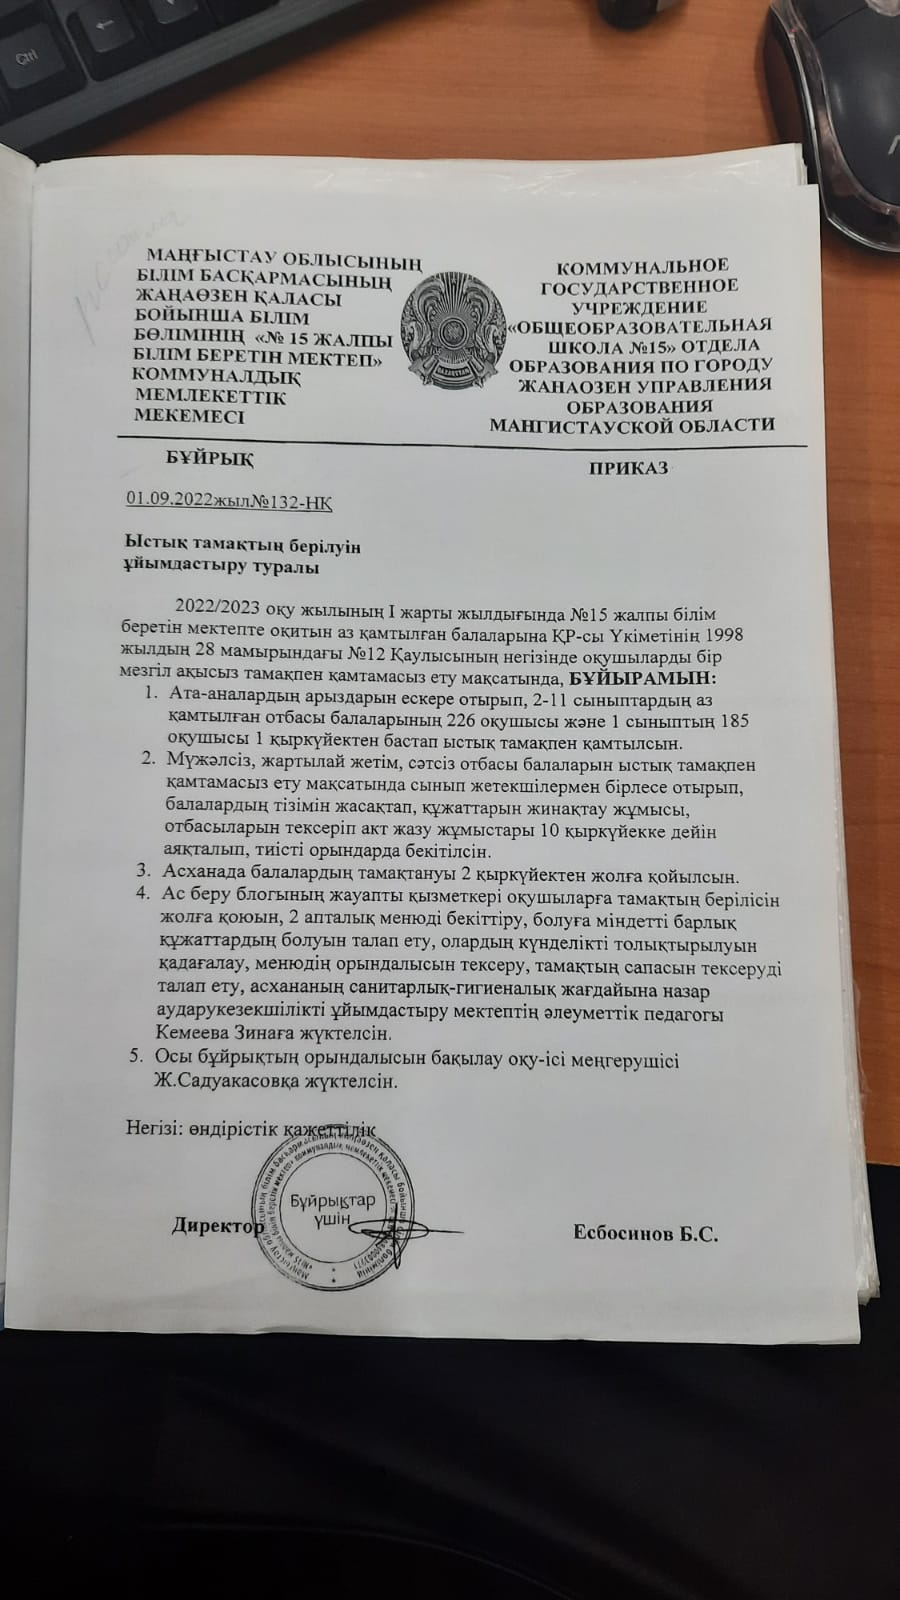 МАҢҒЫСТАУ ОБЛЫСЫНЫҢ
БІЛІМ БАСҚАРМАСЫНЫҢ
ЖАҢАӨЗЕН ҚАЛАСЫ
БОЙЫНША БІЛІМ
БӨЛІМІНІҢ «№ 15 ЖАЛПЫ
БІЛІМ БЕРЕТІН МЕКТЕП»
КОММУНАЛДЫҚ
МЕМЛЕКЕТТІК
МЕКЕМЕСІ
ҚАЗАҚСТАН
КОММУНАЛЬНОЕ
ГОСУДАРСТВЕННОЕ
УЧРЕЖДЕНИЕ
«ОБЩЕОБРАЗОВАТЕЛЬНАЯ
ШКОЛА №15» ОТДЕЛА
ОБРАЗОВАНИЯ ПО ГОРОДУ
ЖАНАОЗЕН УПРАВЛЕНИЯ
ОБРАЗОВАНИЯ
МАНГИСТАУСКОЙ ОБЛАСТИ
БҰЙРЫҚ
ПРИКАЗ
01.09.2022жыл№132-НҚ
Ыстық тамақтың берілуін
ұйымдастыру туралы
2022/2023 оқу жылының І жарты жылдығында №15 жалпы білім
беретін мектепте оқитын аз қамтылған балаларына ҚР-сы Үкіметінің 1998
жылдың 28 мамырындағы №12 Қаулысының негізінде оқушыларды бір
мезгіл ақысыз тамақпен қамтамасыз ету мақсатында, БҰЙЫРАМЫН:
1. Ата-аналардың арыздарын ескере отырып, 2-11 сыныптардың аз
қамтылған отбасы балаларының 226 оқушысы және 1 сыныптың 185
оқушысы 1 қыркүйектен бастап ыстық тамақпен қамтылсын.
2. Мүжәлсіз, жартылай жетім, сәтсіз отбасы балаларын ыстық тамақпен
қамтамасыз ету мақсатында сынып жетекшілермен бірлесе отырып,
балалардың тізімін жасақтап, құжаттарын жинақтау жұмысы,
отбасыларын тексеріп акт жазу жұмыстары 10 қыркүйекке дейін
аяқталып, тиісті орындарда бекітілсін.
3. Асханада балалардың тамақтануы 2 қыркүйектен жолға қойылсын.
4. Ас беру блогының жауапты қызметкері оқушыларға тамақтың берілісін
жолға қоюын, 2 апталық менюді бекіттіру, болуға міндетті барлық
құжаттардың болуын талап ету, олардың күнделікті толықтырылуын
қадағалау, менюдің орындалысын тексеру, тамақтың сапасын тексеруді
талап ету, асхананың санитарлық-гигиеналық жағдайына назар
аударукезекшілікті ұйымдастыру мектептің әлеуметтік педагогы
Кемеева Зинаға жүктелсін.
5. Осы бұйрықтың орындалысын бақылау оқу-ісі меңгерушісі
Ж.Садуакасовқа жүктелсін.
Негізі: өндірістік қажеттілік
Бұйрықтар
үшін
Директор
Есбосинов Б.С.